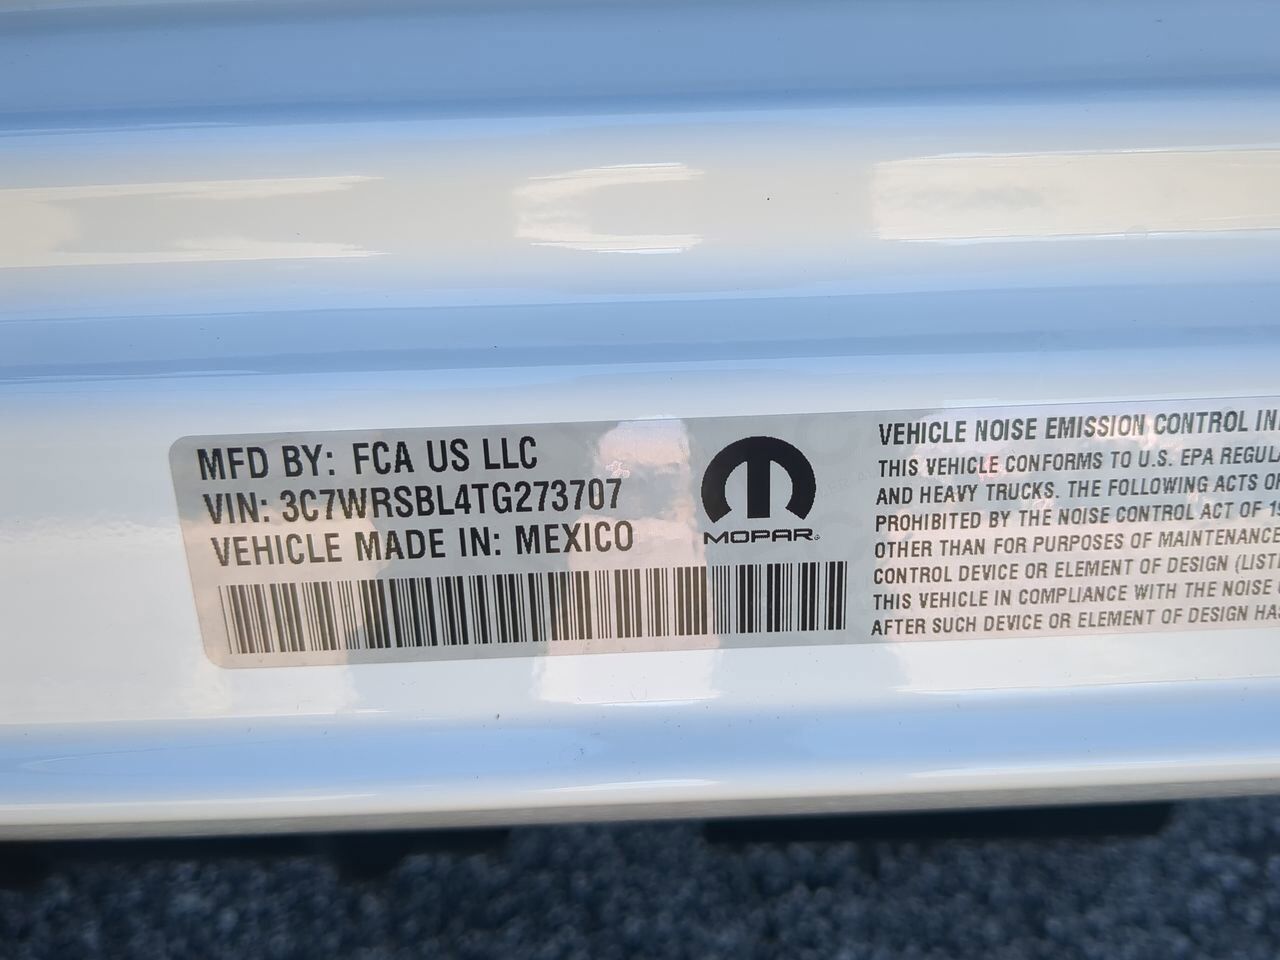 MFD BY: FCA US LLC
VIN: 3C7WRSBL4TG273707
VEHICLE MADE IN: MEXICO
MOPAR
VEHICLE NOISE EMISSION CONTROL
THIS VEHICLE CONFORMS TO U.S. EPA
AND HEAVY TRUCKS. THE FOLLOWING ACTS
PROHIBITED BY THE NOISE CONTROL ACT OF
OTHER THAN FOR PURPOSES OF MAINTENANCE
CONTROL DEVICE OR ELEMENT OF DESIGN
THIS VEHICLE IN COMPLIANCE WITH THE NOISE
AFTER SUCH DEVICE OR ELEMENT OF DESIGN